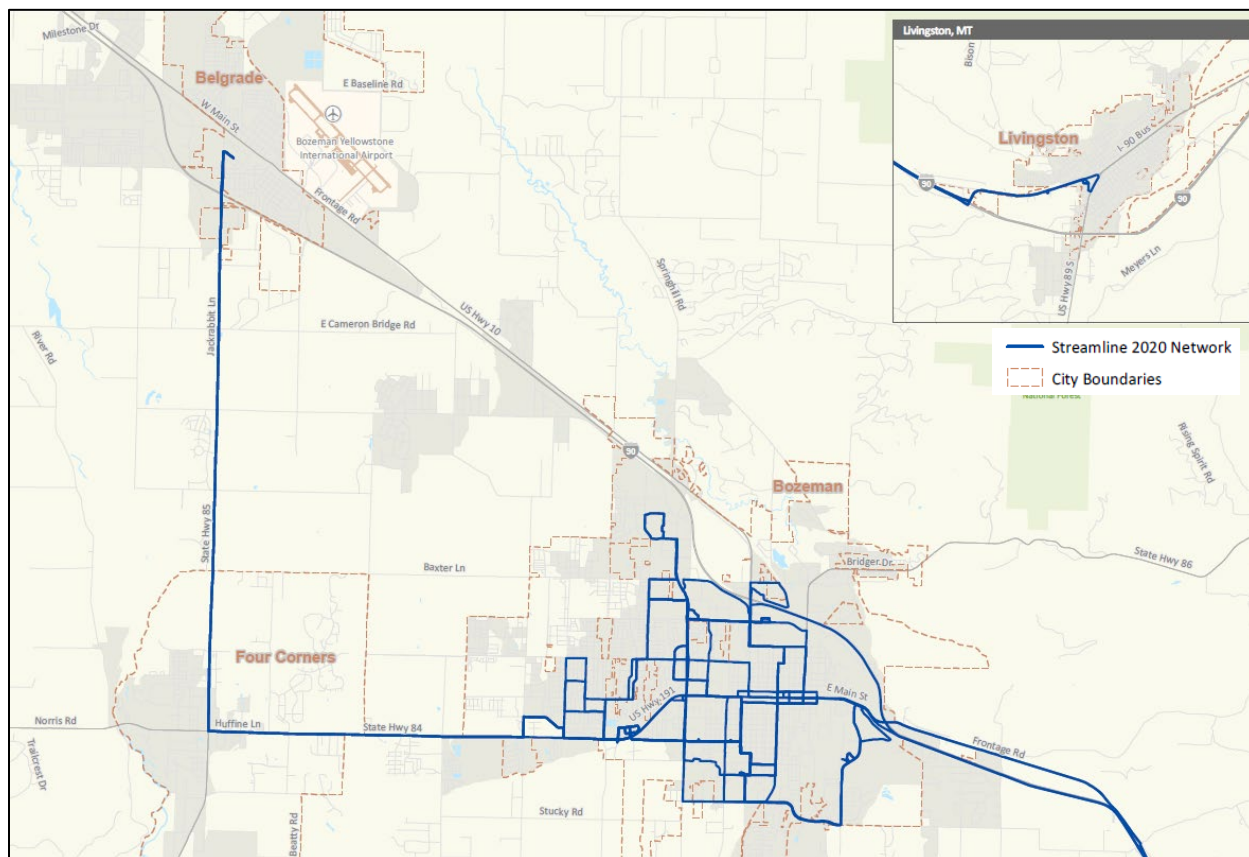 Milestone Dr
Belgrade
E Baseline Rd
W Main St
Bozeman Yellowstone
International Airport
Frontage Rd
Livingston, MT
Bison
Livingston
I-90 Bus
90
90
Meyers Ln
US Hwy 89 S
Springhill Rd
US Hwy 10
E Cameron Bridge Rd
Jackrabbit Ln
River Rd
Streamline 2020 Network
City Boundaries
National Forest
Rising Spirit Rd
90
Bozeman
State Hwy 86
State Hwy 85
Baxter Ln
Bridger Dr
Four Corners
US Hwy 191
E Main St
Norris Rd
Huffine Ln
State Hwy 84
Frontage Rd
Trailcrest Dr
Stucky Rd
Beatty Rd